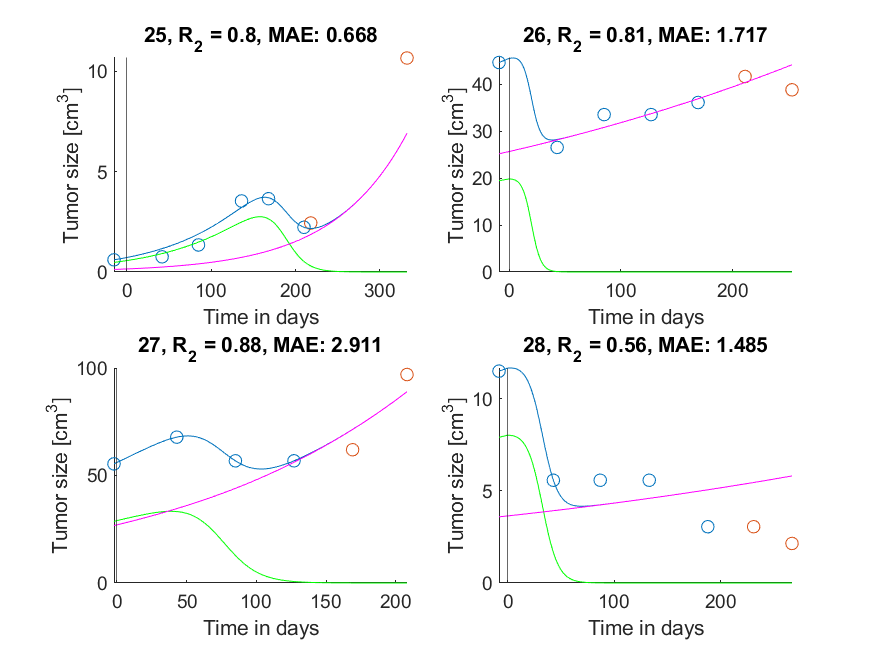 25, R₂ = 0.8, MAE: 0.668
Tumor size [cm³]
10
5
0
0 100 200 300
Time in days
26, R₂ = 0.81, MAE: 1.717
Tumor size [cm³]
40
30
20
10
0
0 100 200
Time in days
27, R₂ = 0.88, MAE: 2.911
Tumor size [cm³]
100
50
0
0 50 100 150 200
Time in days
28, R₂ = 0.56, MAE: 1.485
Tumor size [cm³]
10
5
0
0 200
Time in days